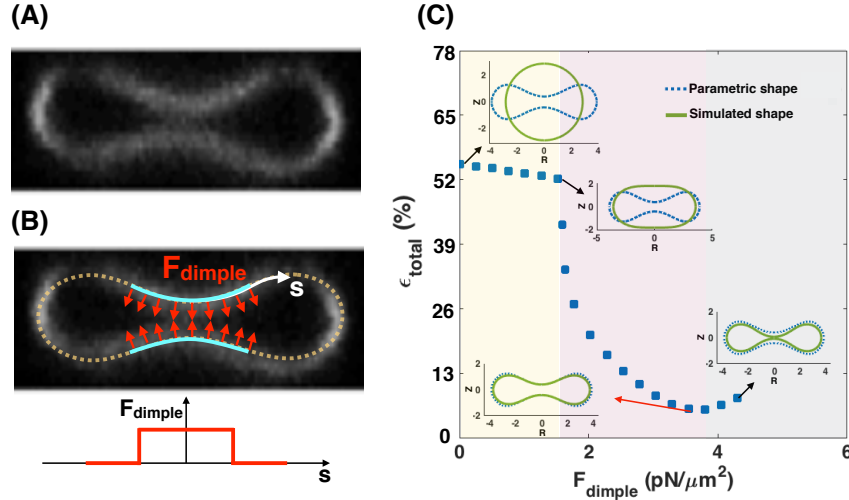 (A)
(B)
F_dimple
S
F_dimple
S
(C)
ϵ_total (%)
78
65
52
39
26
13
0
0
2
4
6
F_dimple (pN/μm²)
Parametric shape
Simulated shape
Z
2
0
-2
-4
-2
0
2
4
R
Z
2
0
-2
-5
0
5
R
Z
2
0
-2
-4
-2
0
2
4
R
Z
2
0
-2
-4
-2
0
2
4
R